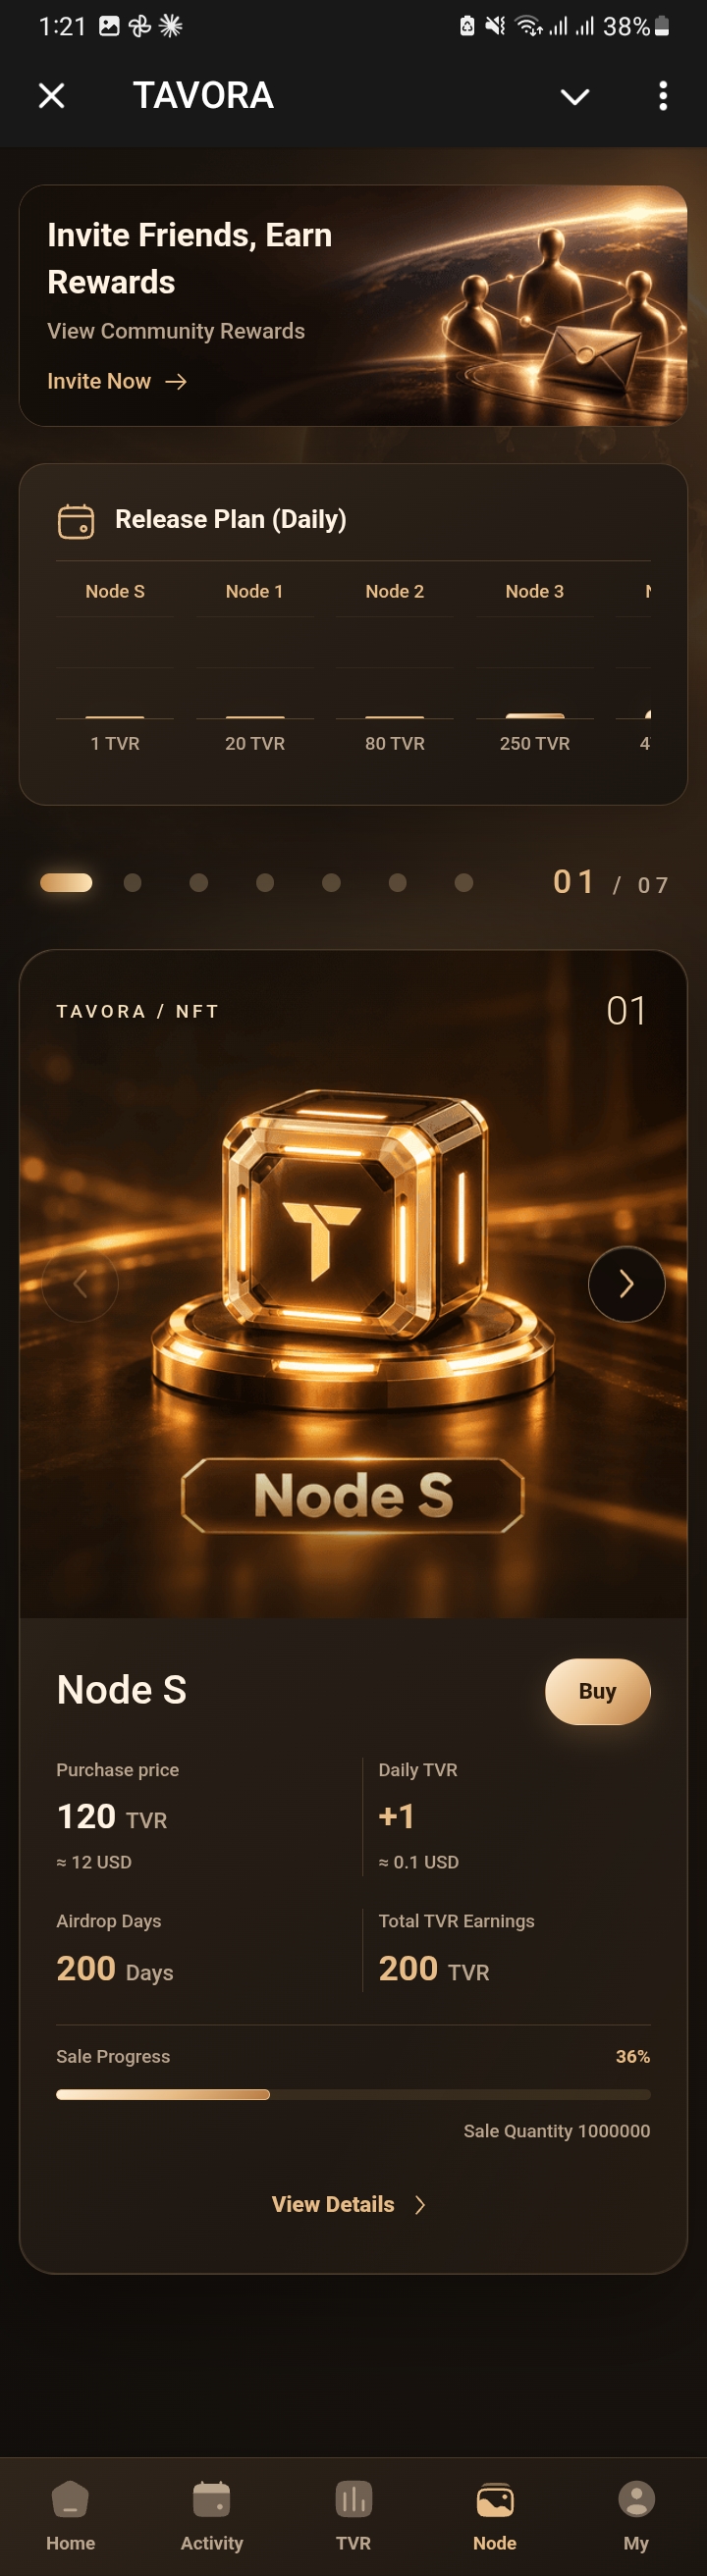 1:21
38%
TAVORA
Invite Friends, Earn
Rewards
View Community Rewards
Invite Now
Release Plan (Daily)
Node S Node 1 Node 2 Node 3
1 TVR 20 TVR 80 TVR 250 TVR
01 / 07
TAVORA / NFT 01
T
Node S
Node S
Buy
Purchase price Daily TVR
120 TVR +1
≈ 12 USD ≈ 0.1 USD
Airdrop Days Total TVR Earnings
200 Days 200 TVR
Sale Progress 36%
Sale Quantity 1000000
View Details
Home Activity TVR Node My